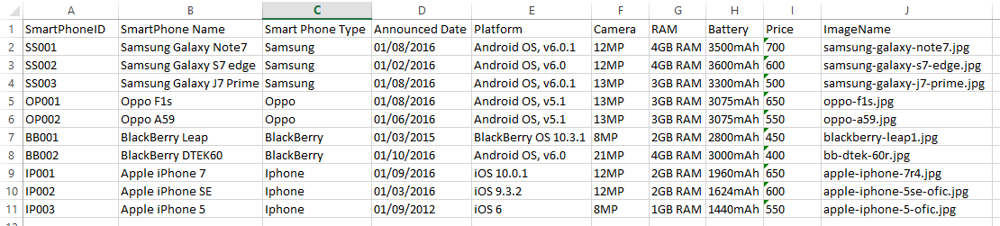 A B C D E F G H I J
1 SmartPhoneID SmartPhone Name Smart Phone Type Announced Date Platform Camera RAM Battery Price ImageName
2 SS001 Samsung Galaxy Note7 Samsung 01/08/2016 Android OS, v6.0.1 12MP 4GB RAM 3500mAh 700 samsung-galaxy-note7.jpg
3 SS002 Samsung Galaxy S7 edge Samsung 01/02/2016 Android OS, v6.0 12MP 4GB RAM 3600mAh 600 samsung-galaxy-s7-edge.jpg
4 SS003 Samsung Galaxy J7 Prime Samsung 01/08/2016 Android OS, v6.0.1 13MP 3GB RAM 3300mAh 500 samsung-galaxy-j7-prime.jpg
5 OP001 Oppo F1s Oppo 01/08/2016 Android OS, v5.1 13MP 3GB RAM 3075mAh 650 oppo-f1s.jpg
6 OP002 Oppo A59 Oppo 01/06/2016 Android OS, v5.1 13MP 3GB RAM 3075mAh 550 oppo-a59.jpg
7 BB001 BlackBerry Leap BlackBerry 01/03/2015 BlackBerry OS 10.3.1 8MP 2GB RAM 2800mAh 450 blackberry-leap1.jpg
8 BB002 BlackBerry DTEK60 BlackBerry 01/10/2016 Android OS, v6.0 21MP 4GB RAM 3000mAh 400 bb-dtek-60r.jpg
9 IP001 Apple iPhone 7 Iphone 01/09/2016 iOS 10.0.1 12MP 2GB RAM 1960mAh 650 apple-iphone-7r4.jpg
10 IP002 Apple iPhone SE Iphone 01/03/2016 iOS 9.3.2 12MP 2GB RAM 1624mAh 600 apple-iphone-5se-ofic.jpg
11 IP003 Apple iPhone 5 Iphone 01/09/2012 iOS 6 8MP 1GB RAM 1440mAh 550 apple-iphone-5-ofic.jpg